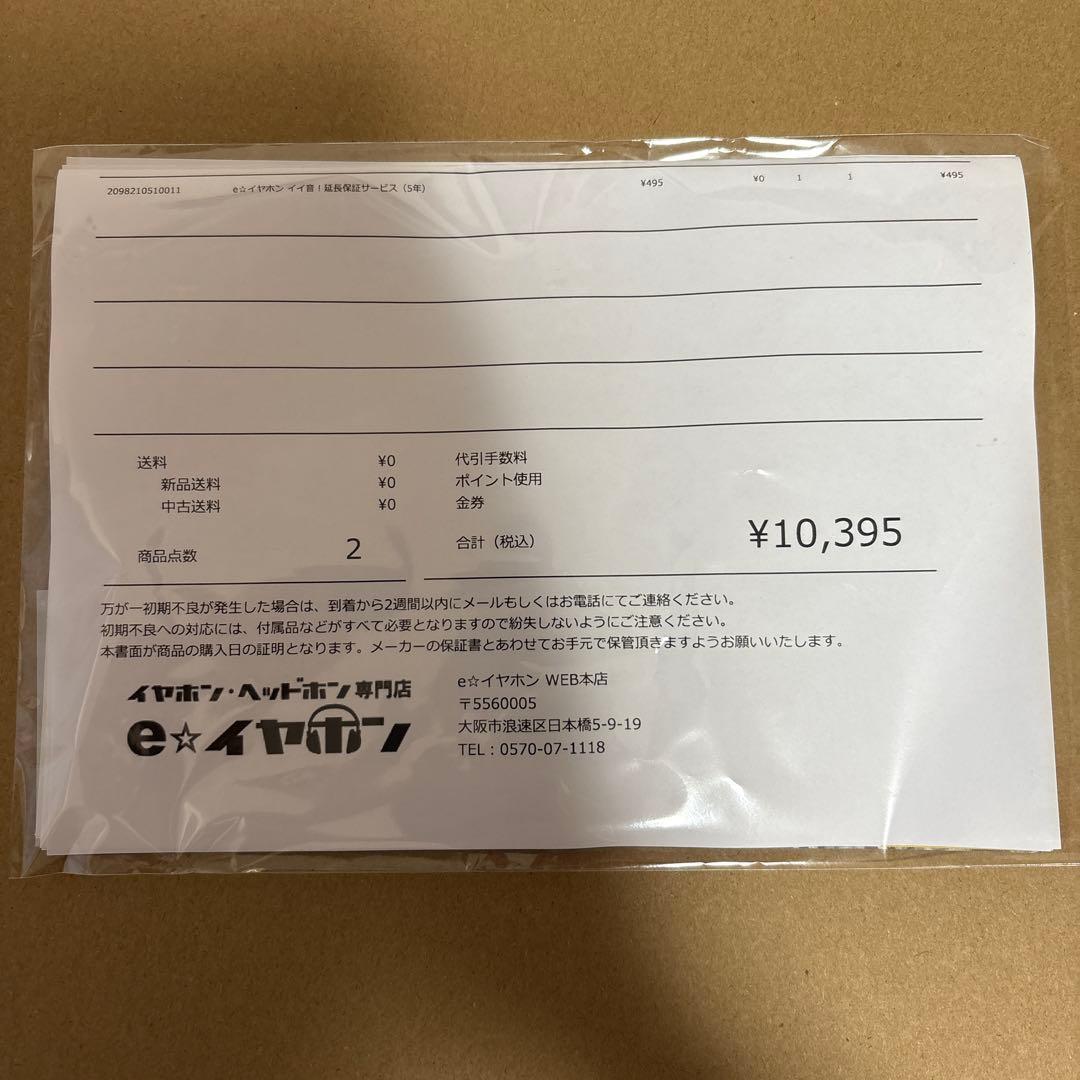 2098210510011 e☆イヤホン イイ音！延長保証サービス（5年） ¥495 ¥0 1 1 ¥495
送料 ¥0
新品送料 ¥0
中古送料 ¥0
商品点数 2
代引手数料
ポイント使用
金券
合計（税込） ¥10,395
万が一初期不良が発生した場合は、到着から2週間以内にメールもしくはお電話にてご連絡ください。
初期不良への対応には、付属品などがすべて必要となりますので紛失しないようにご注意ください。
本書面が商品の購入日の証明となります。メーカーの保証書とあわせてお手元で保管頂きますようお願いいたします。
イヤホン・ヘッドホン専門店
e☆イヤホン
e☆イヤホン WEB本店
〒5560005
大阪市浪速区日本橋5-9-19
TEL：0570-07-1118